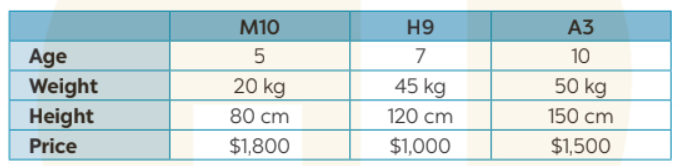 M10 H9 A3
Age 5 7 10
Weight 20 kg 45 kg 50 kg
Height 80 cm 120 cm 150 cm
Price $1,800 $1,000 $1,500